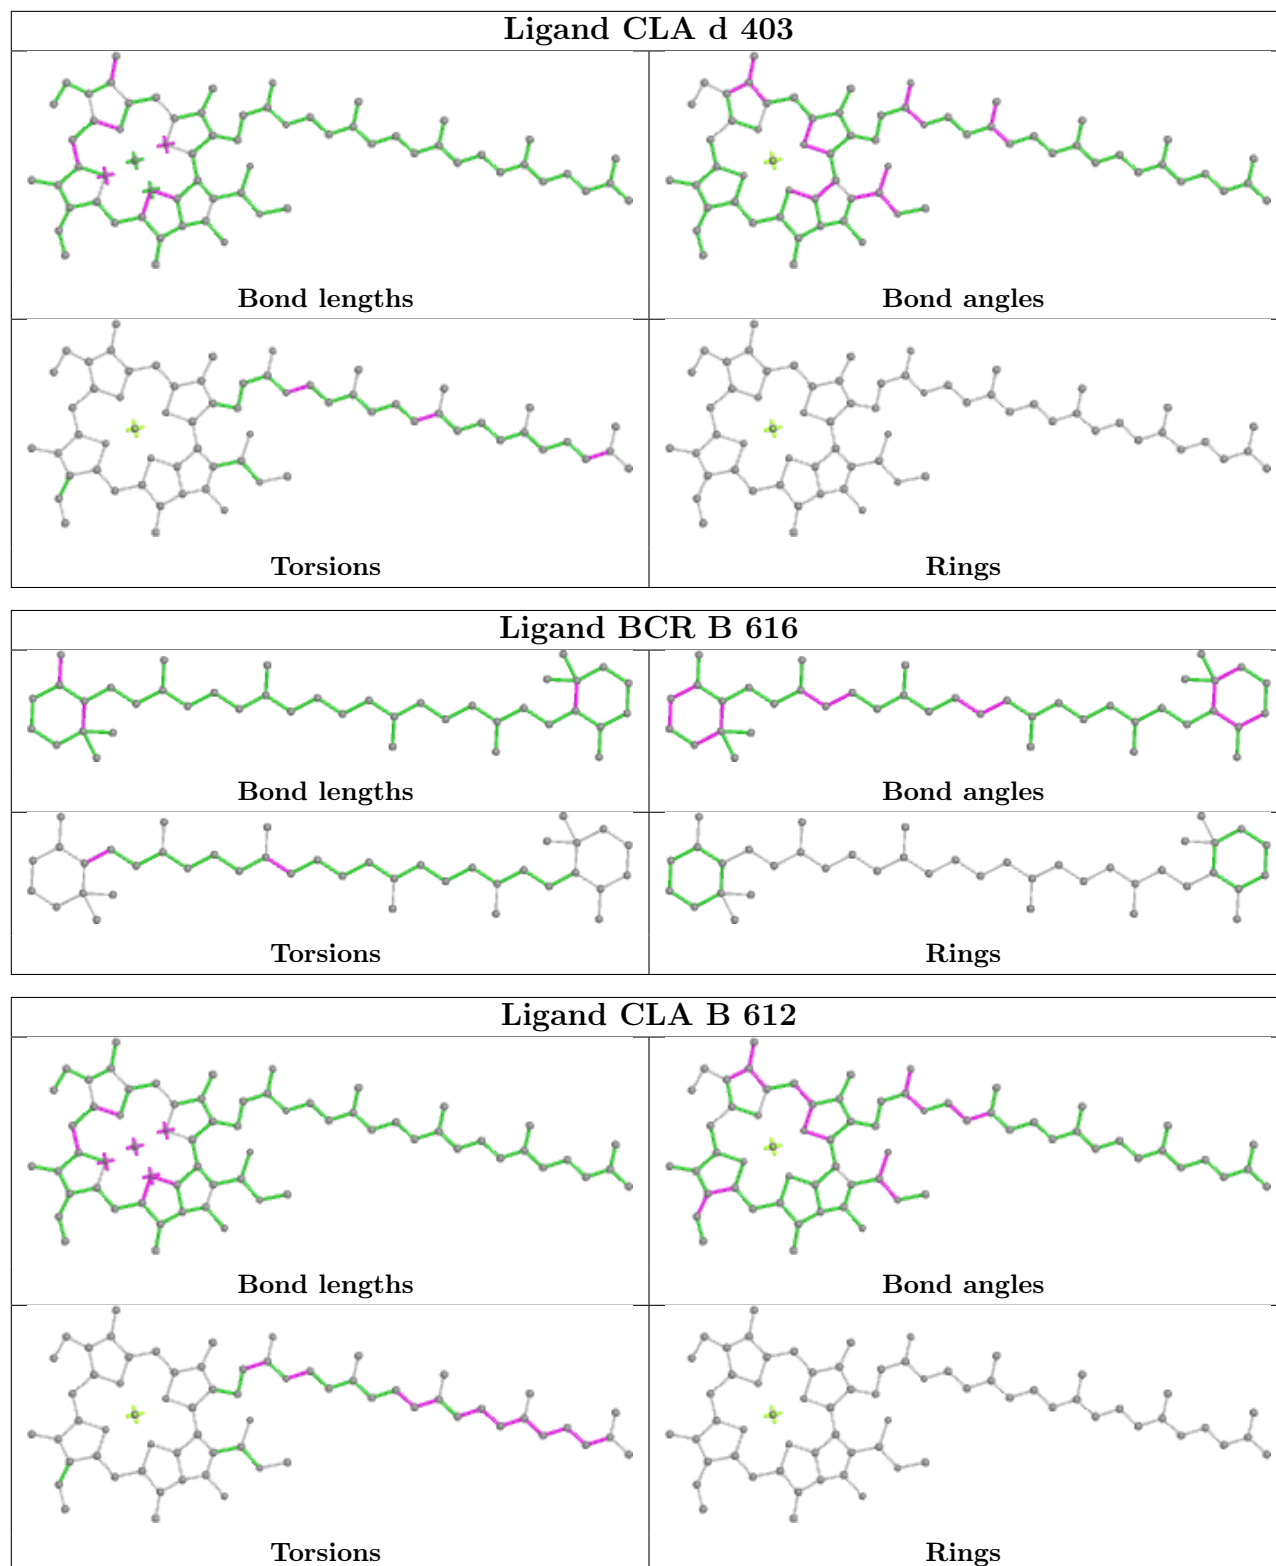 Ligand CLA d 403
Bond lengths
Bond angles
Torsions
Rings
Ligand BCR B 616
Bond lengths
Bond angles
Torsions
Rings
Ligand CLA B 612
Bond lengths
Bond angles
Torsions
Rings